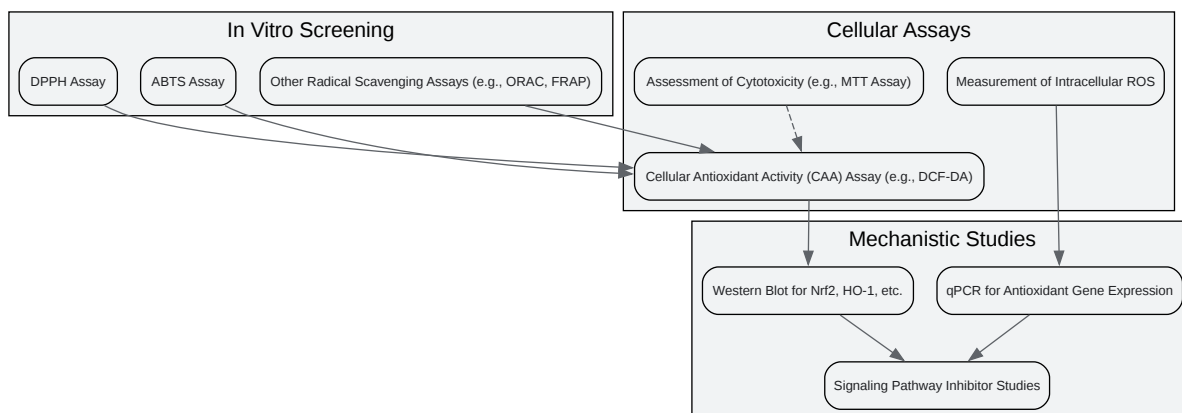 In Vitro Screening
DPPH Assay
ABTS Assay
Other Radical Scavenging Assays (e.g., ORAC, FRAP)
Cellular Assays
Assessment of Cytotoxicity (e.g., MTT Assay)
Measurement of Intracellular ROS
Cellular Antioxidant Activity (CAA) Assay (e.g., DCF-DA)
Mechanistic Studies
Western Blot for Nrf2, HO-1, etc.
qPCR for Antioxidant Gene Expression
Signaling Pathway Inhibitor Studies